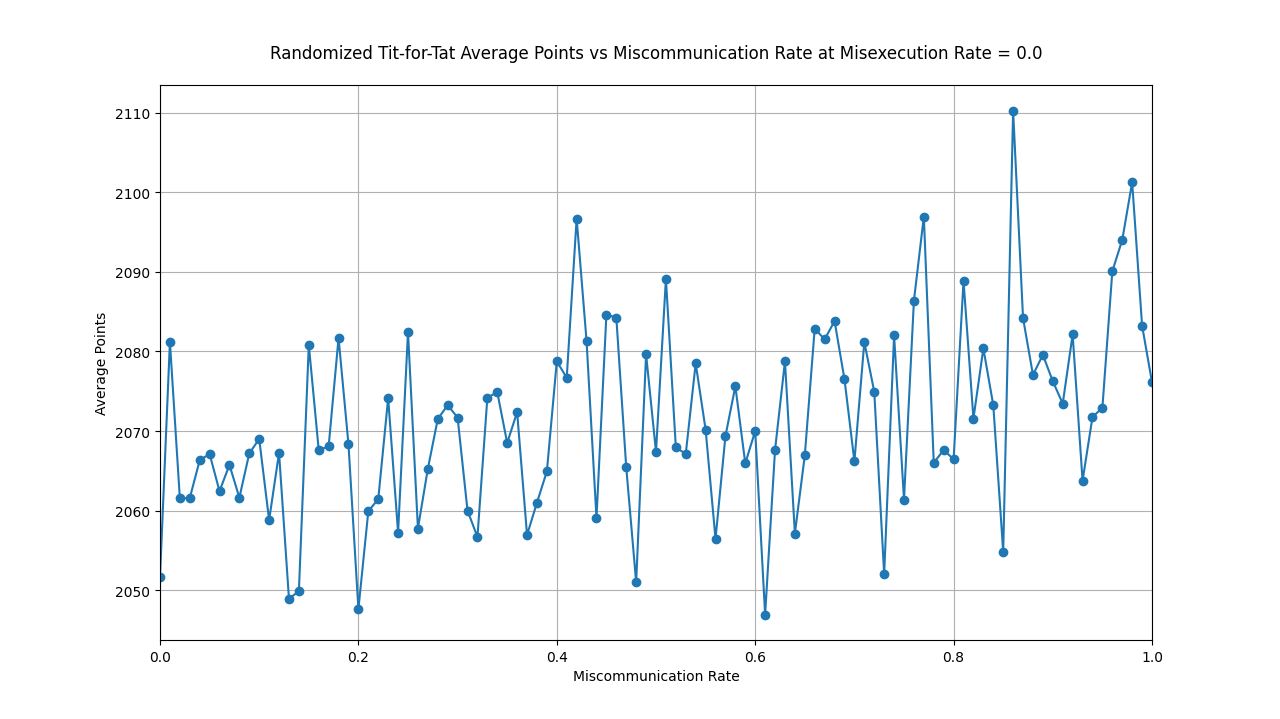 Randomized Tit-for-Tat Average Points vs Miscommunication Rate at Misexecution Rate = 0.0
2110
2100
2090
2080
2070
2060
2050
Average Points
0.0 0.2 0.4 0.6 0.8 1.0
Miscommunication Rate